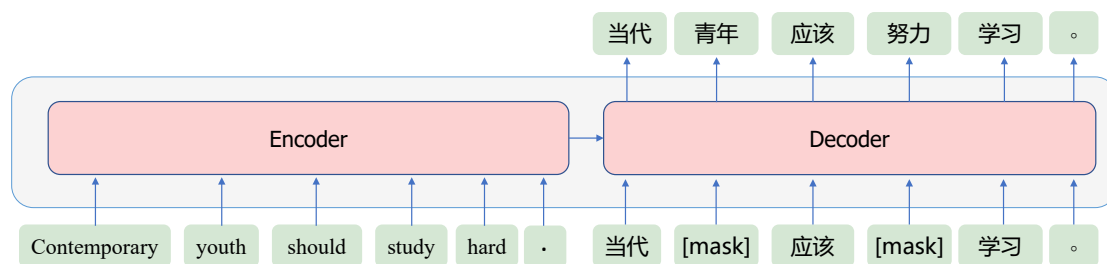 当代 青年 应该 努力 学习 。
Encoder Decoder
Contemporary youth should study hard . 当代 [mask] 应该 [mask] 学习 。